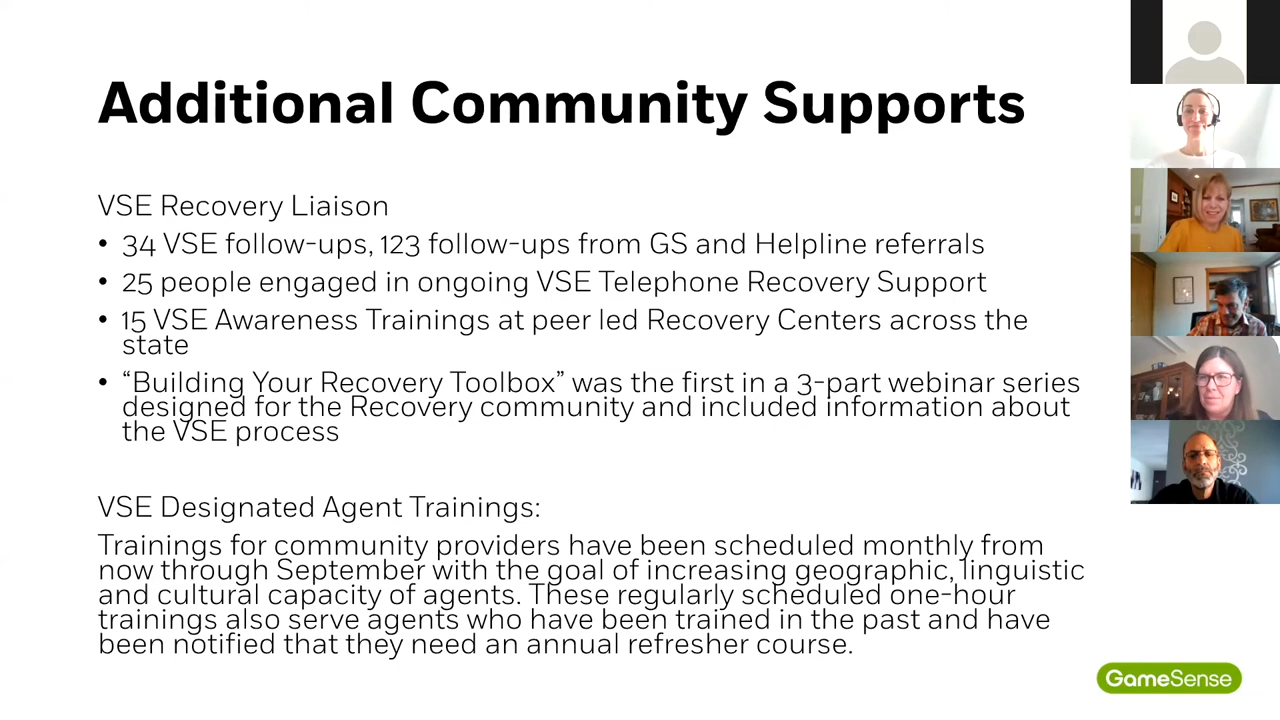 Additional Community Supports
VSE Recovery Liaison
• 34 VSE follow-ups, 123 follow-ups from GS and Helpline referrals
• 25 people engaged in ongoing VSE Telephone Recovery Support
• 15 VSE Awareness Trainings at peer led Recovery Centers across the
state
• “Building Your Recovery Toolbox” was the first in a 3-part webinar series
designed for the Recovery community and included information about
the VSE process
VSE Designated Agent Trainings:
Trainings for community providers have been scheduled monthly from
now through September with the goal of increasing geographic, linguistic
and cultural capacity of agents. These regularly scheduled one-hour
trainings also serve agents who have been trained in the past and have
been notified that they need an annual refresher course.
GameSense